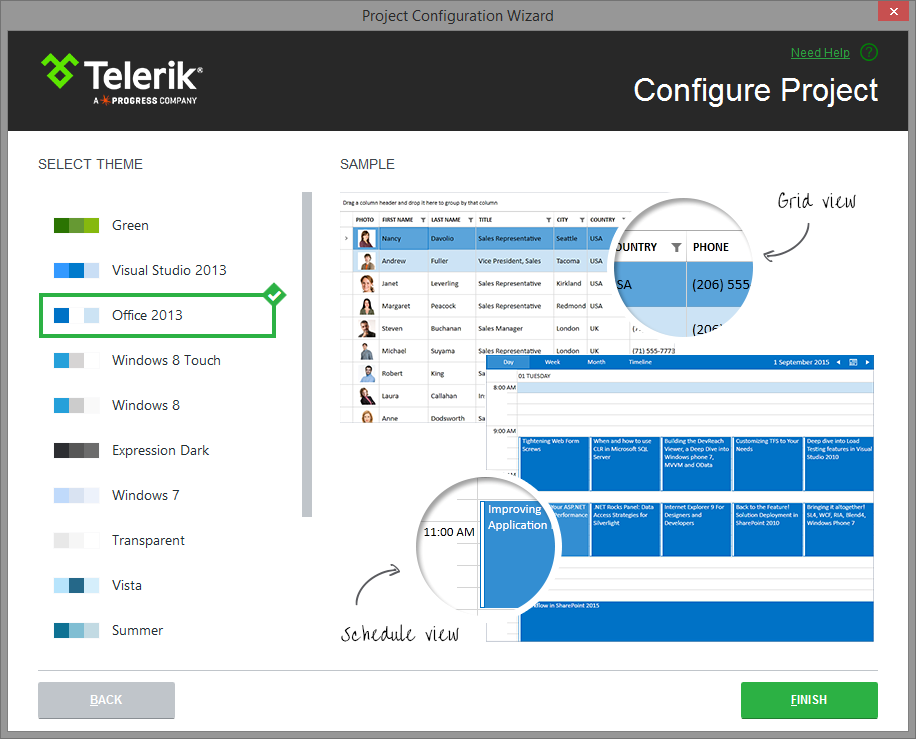 Project Configuration Wizard
Need Help ?
Telerik®
A PROGRESS COMPANY
Configure Project
SELECT THEME
Green
Visual Studio 2013
Office 2013
Windows 8 Touch
Windows 8
Expression Dark
Windows 7
Transparent
Vista
Summer
SAMPLE
Drag a column header and drop it here to group by that column
PHOTO FIRST NAME LAST NAME TITLE CITY COUNTRY
Nancy Davolio Sales Representative Seattle USA
Andrew Fuller Vice President, Sales Tacoma USA
Janet Leverling Sales Representative Kirkland USA
Margaret Peacock Sales Representative Redmond USA
Steven Buchanan Sales Manager London UK
Michael Suyama Sales Representative London UK (71) 555-777
Robert King Sa
Laura Callahan In
Anne Dodsworth Sa
OUNTRY PHONE
SA (206) 555
(206)
Grid view
Day Week Month Timeline 1 September 2015
01 TUESDAY
8:00 AM
9:00 AM
Tightening Web Form Screws
When and how to use CLR in Microsoft SQL Server
Building the DevReach Viewer, a Deep Dive into Windows phone 7, MVVM and OData
Customizing TFS to Your Needs
Deep dive into Load Testing features in Visual Studio 2010
Your ASP.NET
Performance
.NET Rocks Panel: Data Access Strategies for Silverlight
Internet Explorer 9 For Designers and Developers
Back to the Feature! Solution Deployment in SharePoint 2010
Bringing it altogether! SL4, WCF, RIA, Blend4, Windows Phone 7
11:00 AM
Improving
Application
kflow in SharePoint 2015
Schedule view
BACK
FINISH